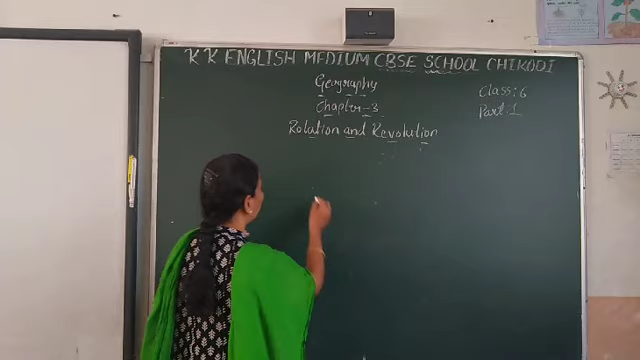 K K ENGLISH MEDIUM CBSE SCHOOL CHIKODI
Geography
Chapter-3
Rotation and Revolution
Class: 6
Part-1